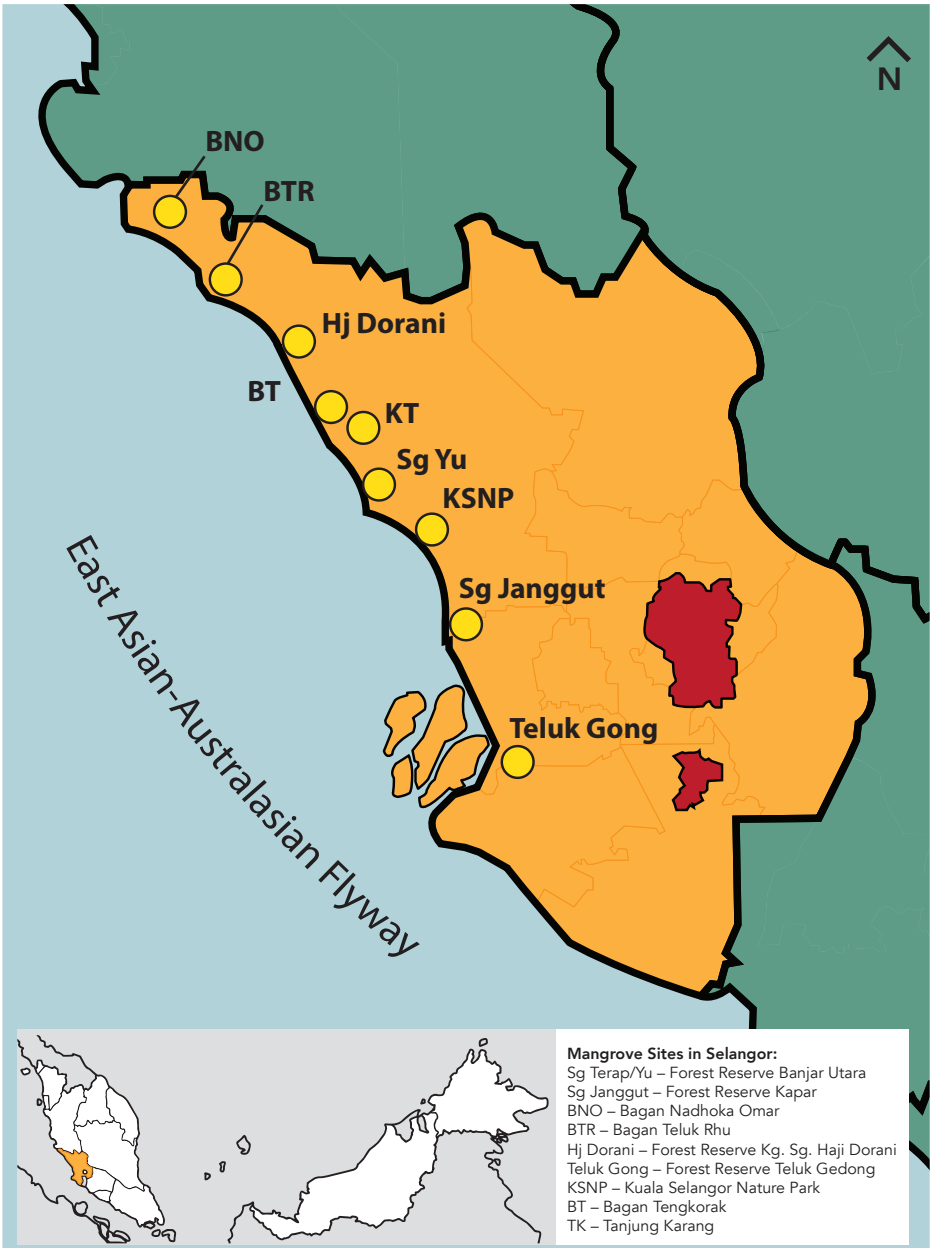 N
BNO
BTR
Hj Dorani
BT
KT
Sg Yu
KSNP
Sg Janggut
Teluk Gong
East Asian-Australasian Flyway
Mangrove Sites in Selangor:
Sg Terap/Yu – Forest Reserve Banjar Utara
Sg Janggut – Forest Reserve Kapar
BNO – Bagan Nadhoka Omar
BTR – Bagan Teluk Rhu
Hj Dorani – Forest Reserve Kg. Sg. Haji Dorani
Teluk Gong – Forest Reserve Teluk Gedong
KSNP – Kuala Selangor Nature Park
BT – Bagan Tengkorak
TK – Tanjung Karang